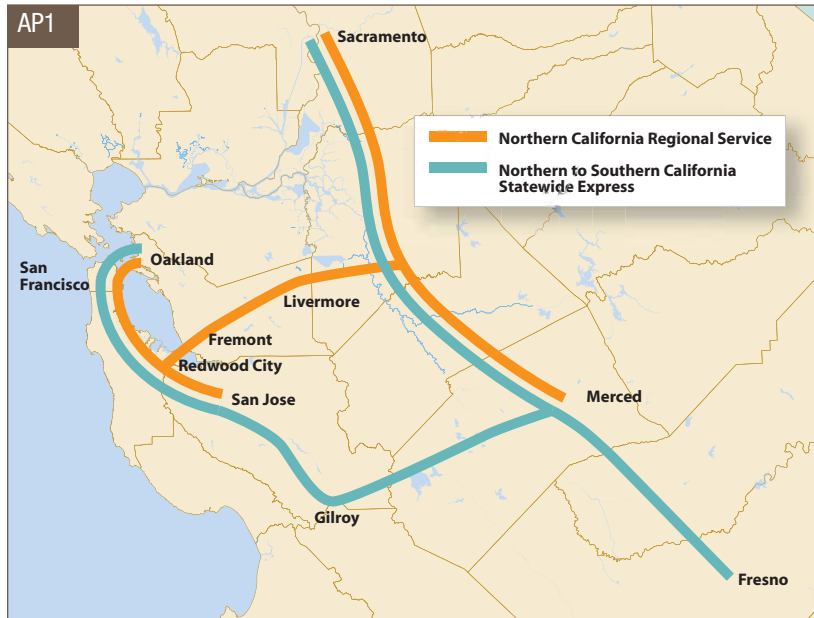 AP1
Sacramento
Northern California Regional Service
Northern to Southern California
Statewide Express
Oakland
San
Francisco
Livermore
Fremont
Redwood City
San Jose
Merced
Gilroy
Fresno